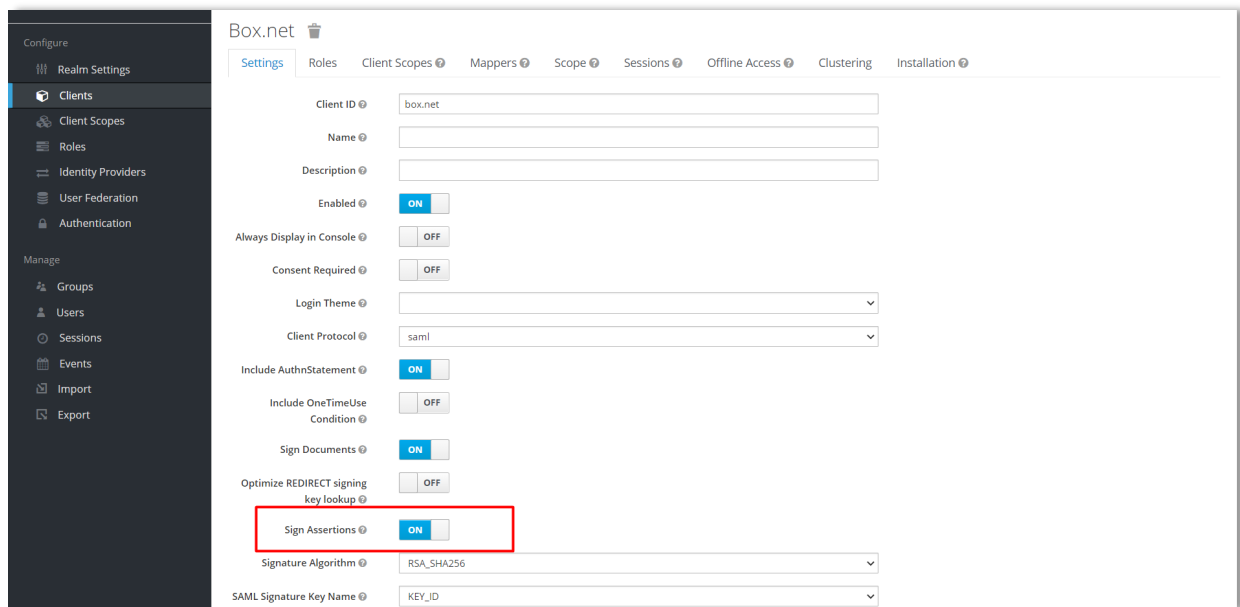 Configure
Realm Settings
Clients
Client Scopes
Roles
Identity Providers
User Federation
Authentication
Manage
Groups
Users
Sessions
Events
Import
Export
Box.net
Settings Roles Client Scopes Mappers Scope Sessions Offline Access Clustering Installation
Client ID box.net
Name
Description
Enabled ON
Always Display in Console OFF
Consent Required OFF
Login Theme
Client Protocol saml
Include AuthnStatement ON
Include OneTimeUse OFF
Condition
Sign Documents ON
Optimize REDIRECT signing OFF
key lookup
Sign Assertions ON
Signature Algorithm RSA_SHA256
SAML Signature Key Name KEY_ID